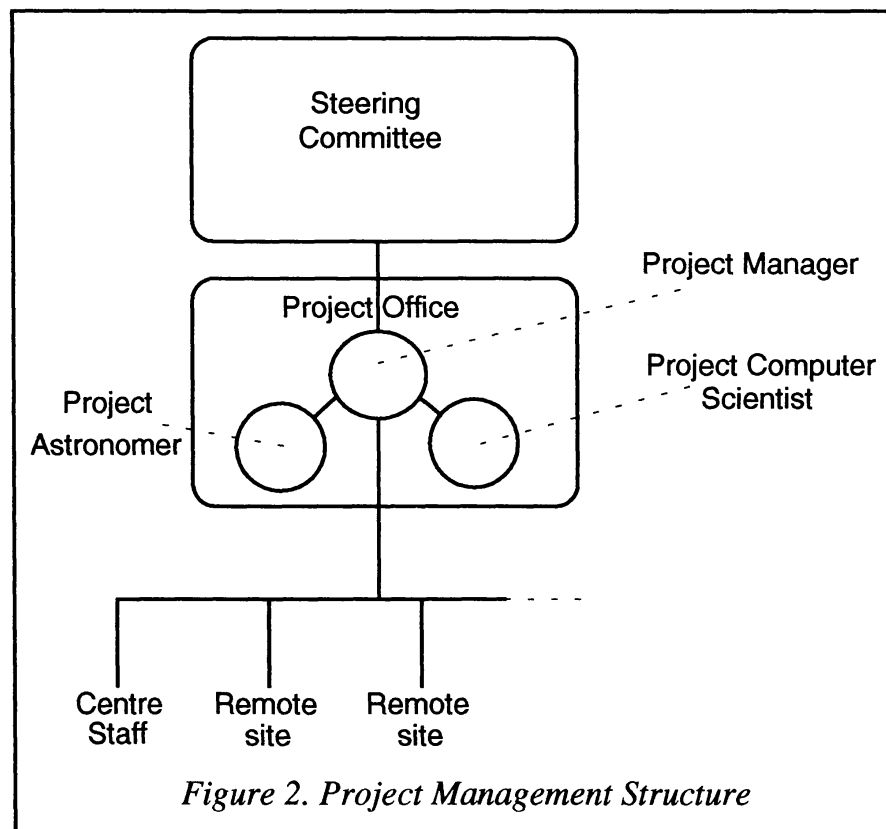 Steering
Committee
Project Manager
Project Office
Project Computer
Scientist
Project
Astronomer
Centre
Staff
Remote
site
Remote
site
Figure 2. Project Management Structure